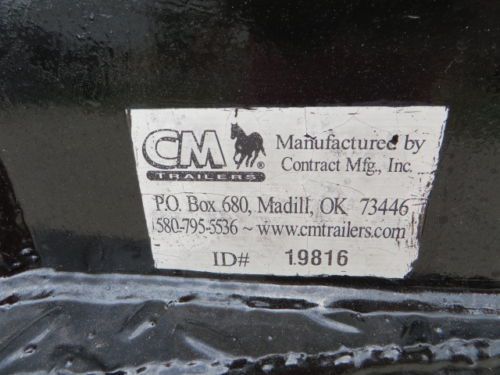 CM ®
TRAILERS
Manufactured by
Contract Mfg., Inc.
P.O. Box 680, Madill, OK 73446
580-795-5536 ~ www.cmtrailers.com
ID# 19816